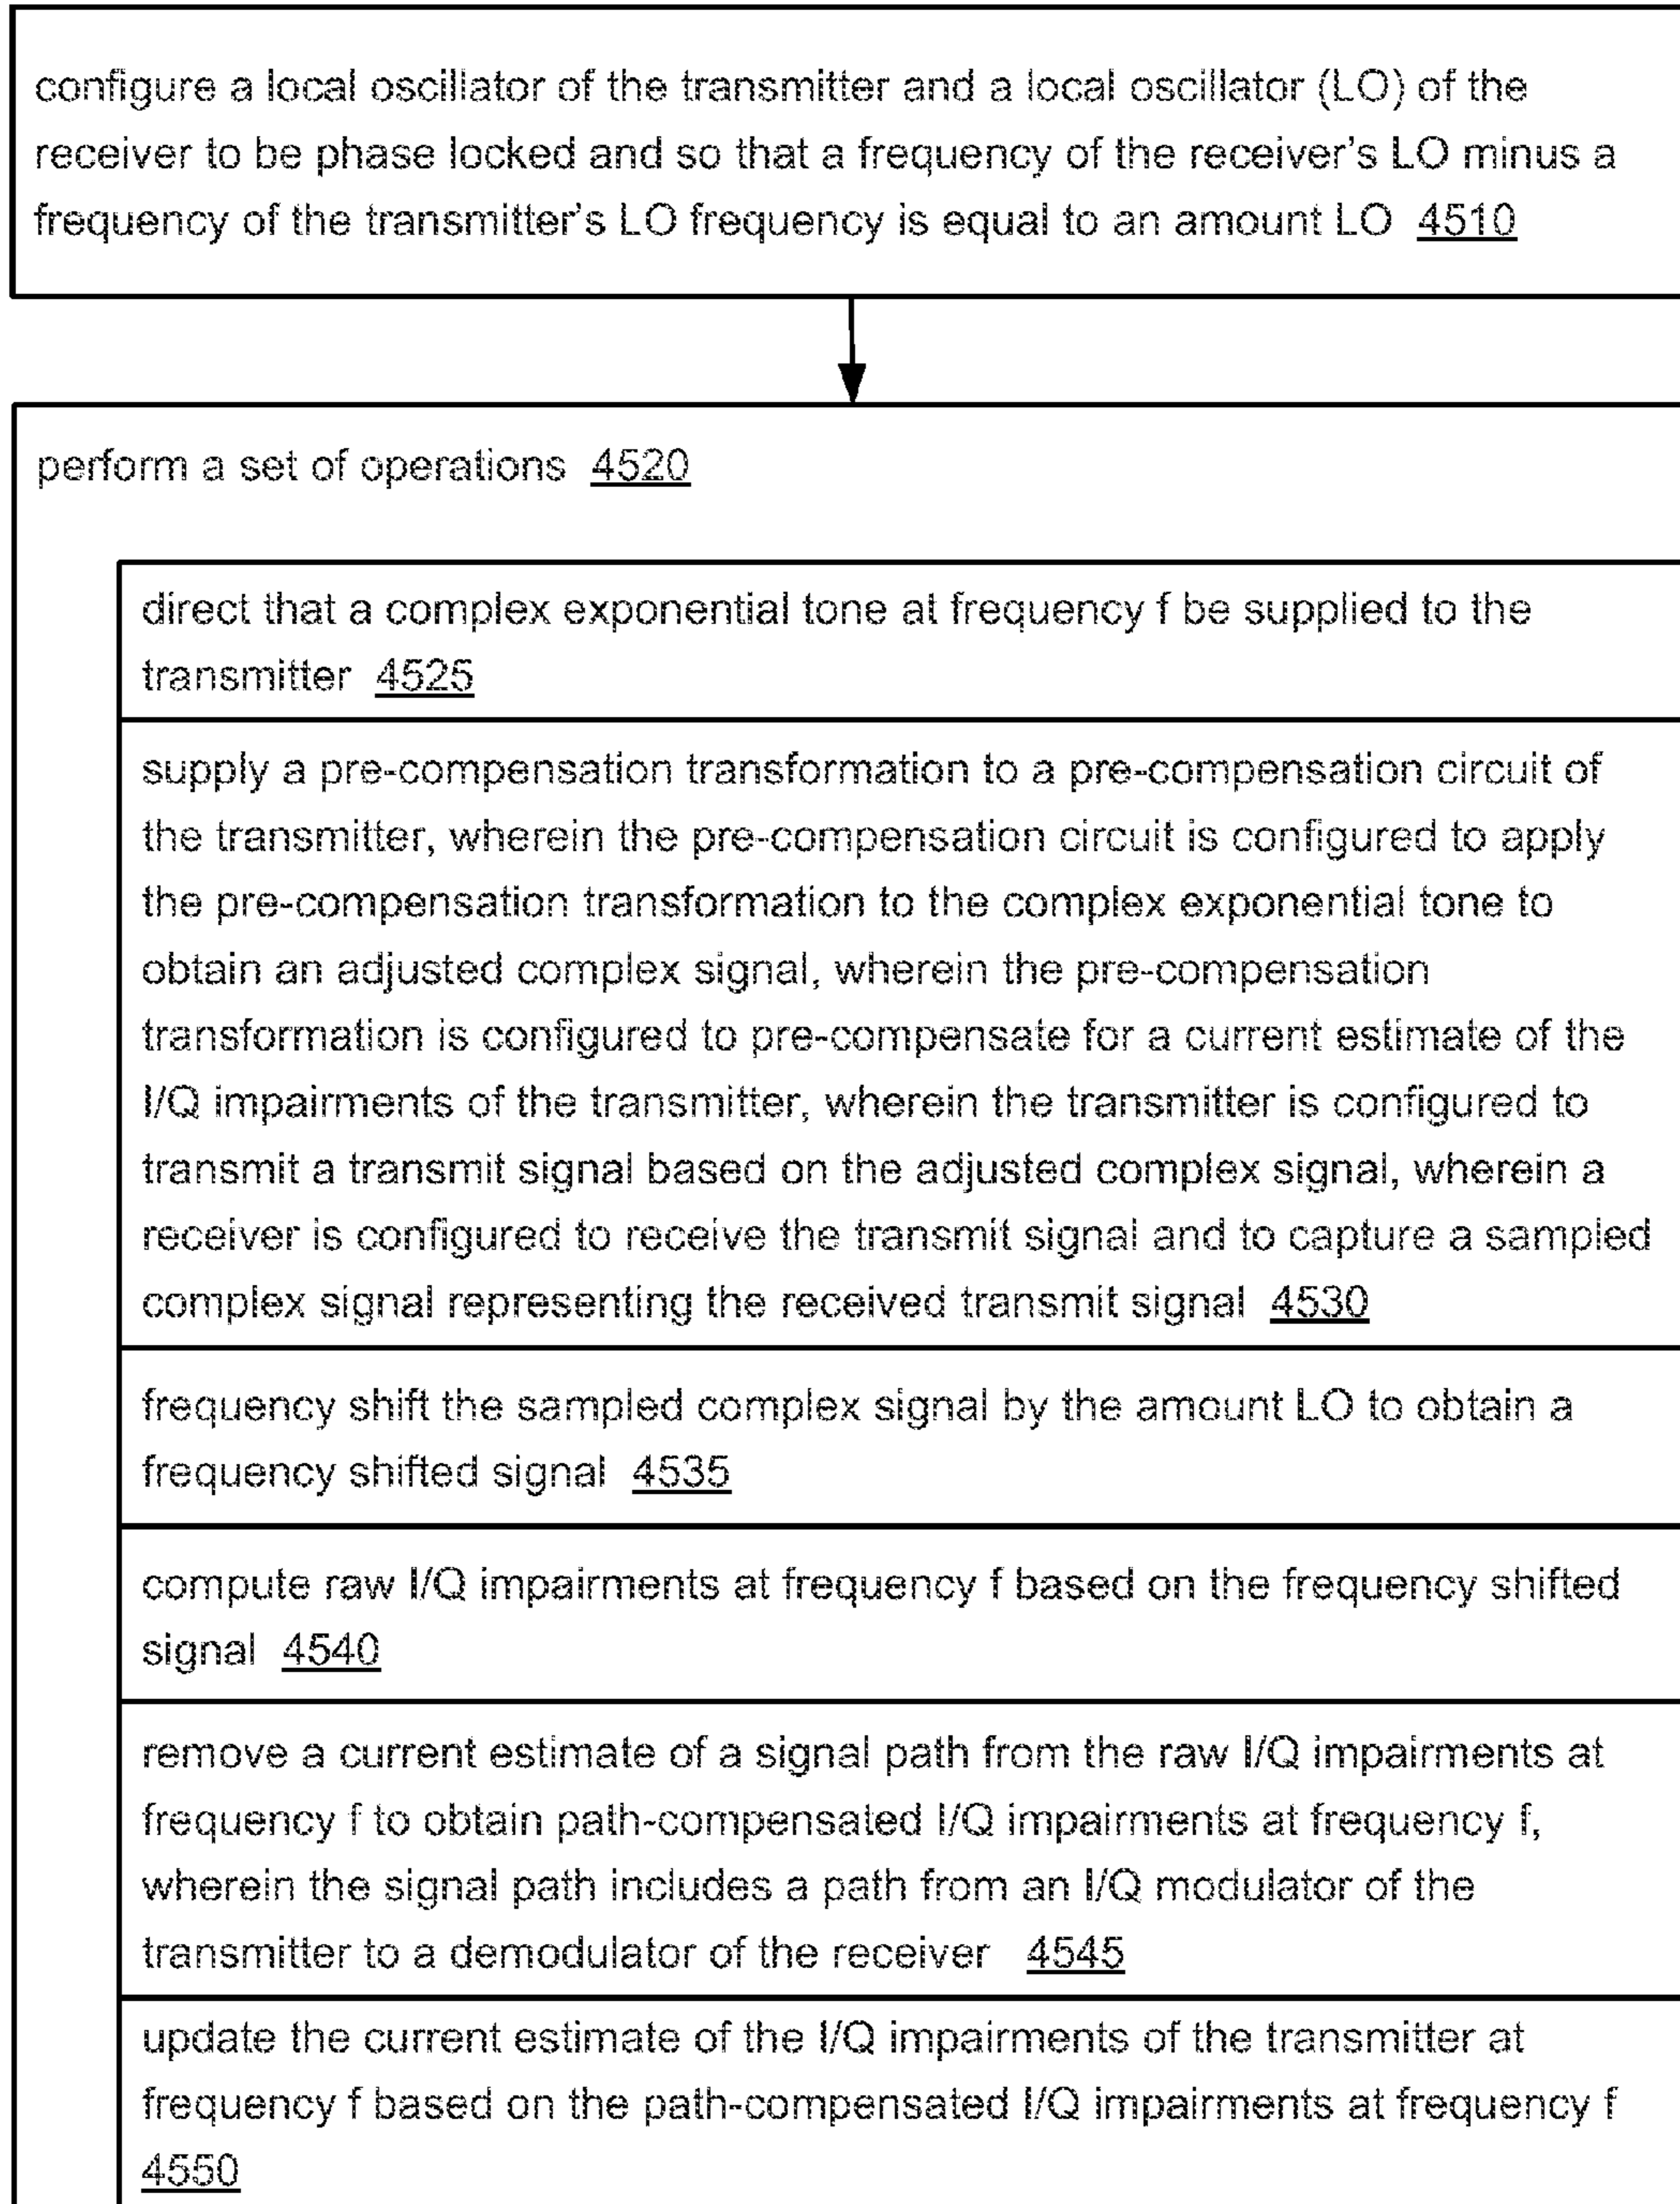 configure a local oscillator of the transmitter and a local oscillator (LO) of the
receiver to be phase locked and so that a frequency of the receiver's LO minus a
frequency of the transmitter's LO frequency is equal to an amount LO 4510
perform a set of operations 4520
direct that a complex exponential tone at frequency f be supplied to the
transmitter 4525
supply a pre-compensation transformation to a pre-compensation circuit of
the transmitter, wherein the pre-compensation circuit is configured to apply
the pre-compensation transformation to the complex exponential tone to
obtain an adjusted complex signal, wherein the pre-compensation
transformation is configured to pre-compensate for a current estimate of the
I/Q impairments of the transmitter, wherein the transmitter is configured to
transmit a transmit signal based on the adjusted complex signal, wherein a
receiver is configured to receive the transmit signal and to capture a sampled
complex signal representing the received transmit signal 4530
frequency shift the sampled complex signal by the amount LO to obtain a
frequency shifted signal 4535
compute raw I/Q impairments at frequency f based on the frequency shifted
signal 4540
remove a current estimate of a signal path from the raw I/Q impairments at
frequency f to obtain path-compensated I/Q impairments at frequency f,
wherein the signal path includes a path from an I/Q modulator of the
transmitter to a demodulator of the receiver 4545
update the current estimate of the I/Q impairments of the transmitter at
frequency f based on the path-compensated I/Q impairments at frequency f
4550